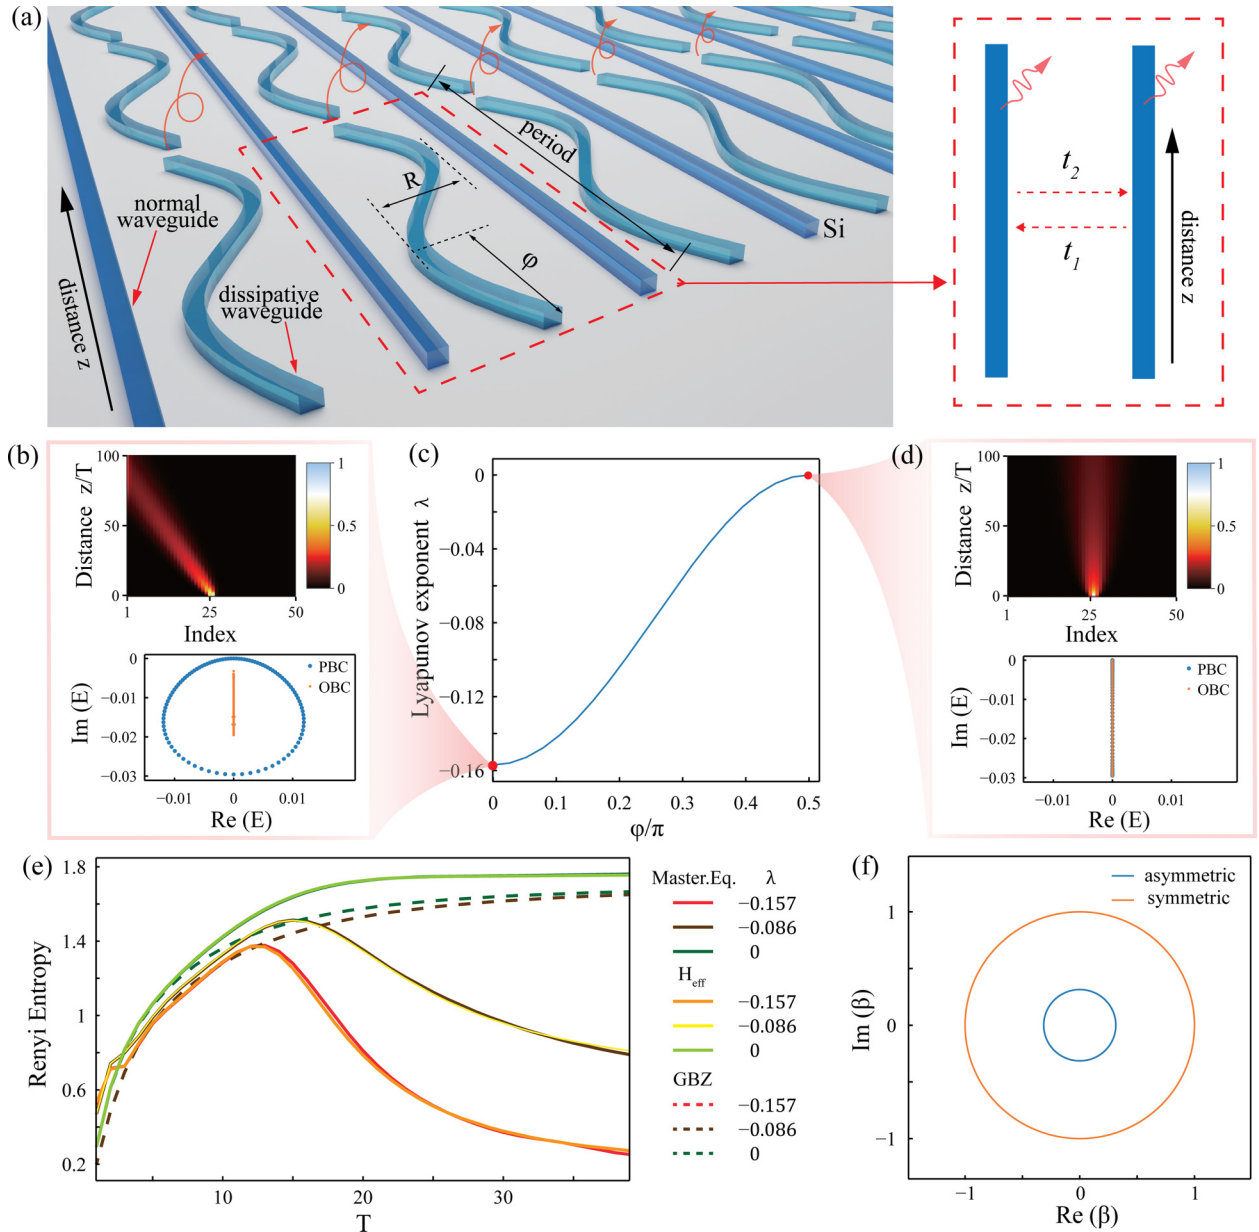 (a)
normal
waveguide
distance z
dissipative
waveguide
R
φ
period
Si
t2
t1
distance z
(b)
Distance z/T
100
50
0
1
25
50
Index
1
0.5
0
Im (E)
0
−0.01
−0.02
−0.03
−0.01
0
0.01
Re (E)
PBC
OBC
(c)
Lyapunov exponent λ
0
−0.04
−0.08
−0.12
−0.16
0
0.1
0.2
0.3
0.4
0.5
φ/π
(d)
Distance z/T
100
50
0
1
25
50
Index
1
0.5
0
Im (E)
0
−0.01
−0.02
−0.03
−0.01
0
0.01
Re (E)
PBC
OBC
(e)
Renyi Entropy
1.8
1.4
1
0.6
0.2
10
20
30
T
Master.Eq. λ
−0.157
−0.086
0
Heff
−0.157
−0.086
0
GBZ
−0.157
−0.086
0
(f)
Im (β)
1
0
−1
−1
0
1
Re (β)
asymmetric
symmetric